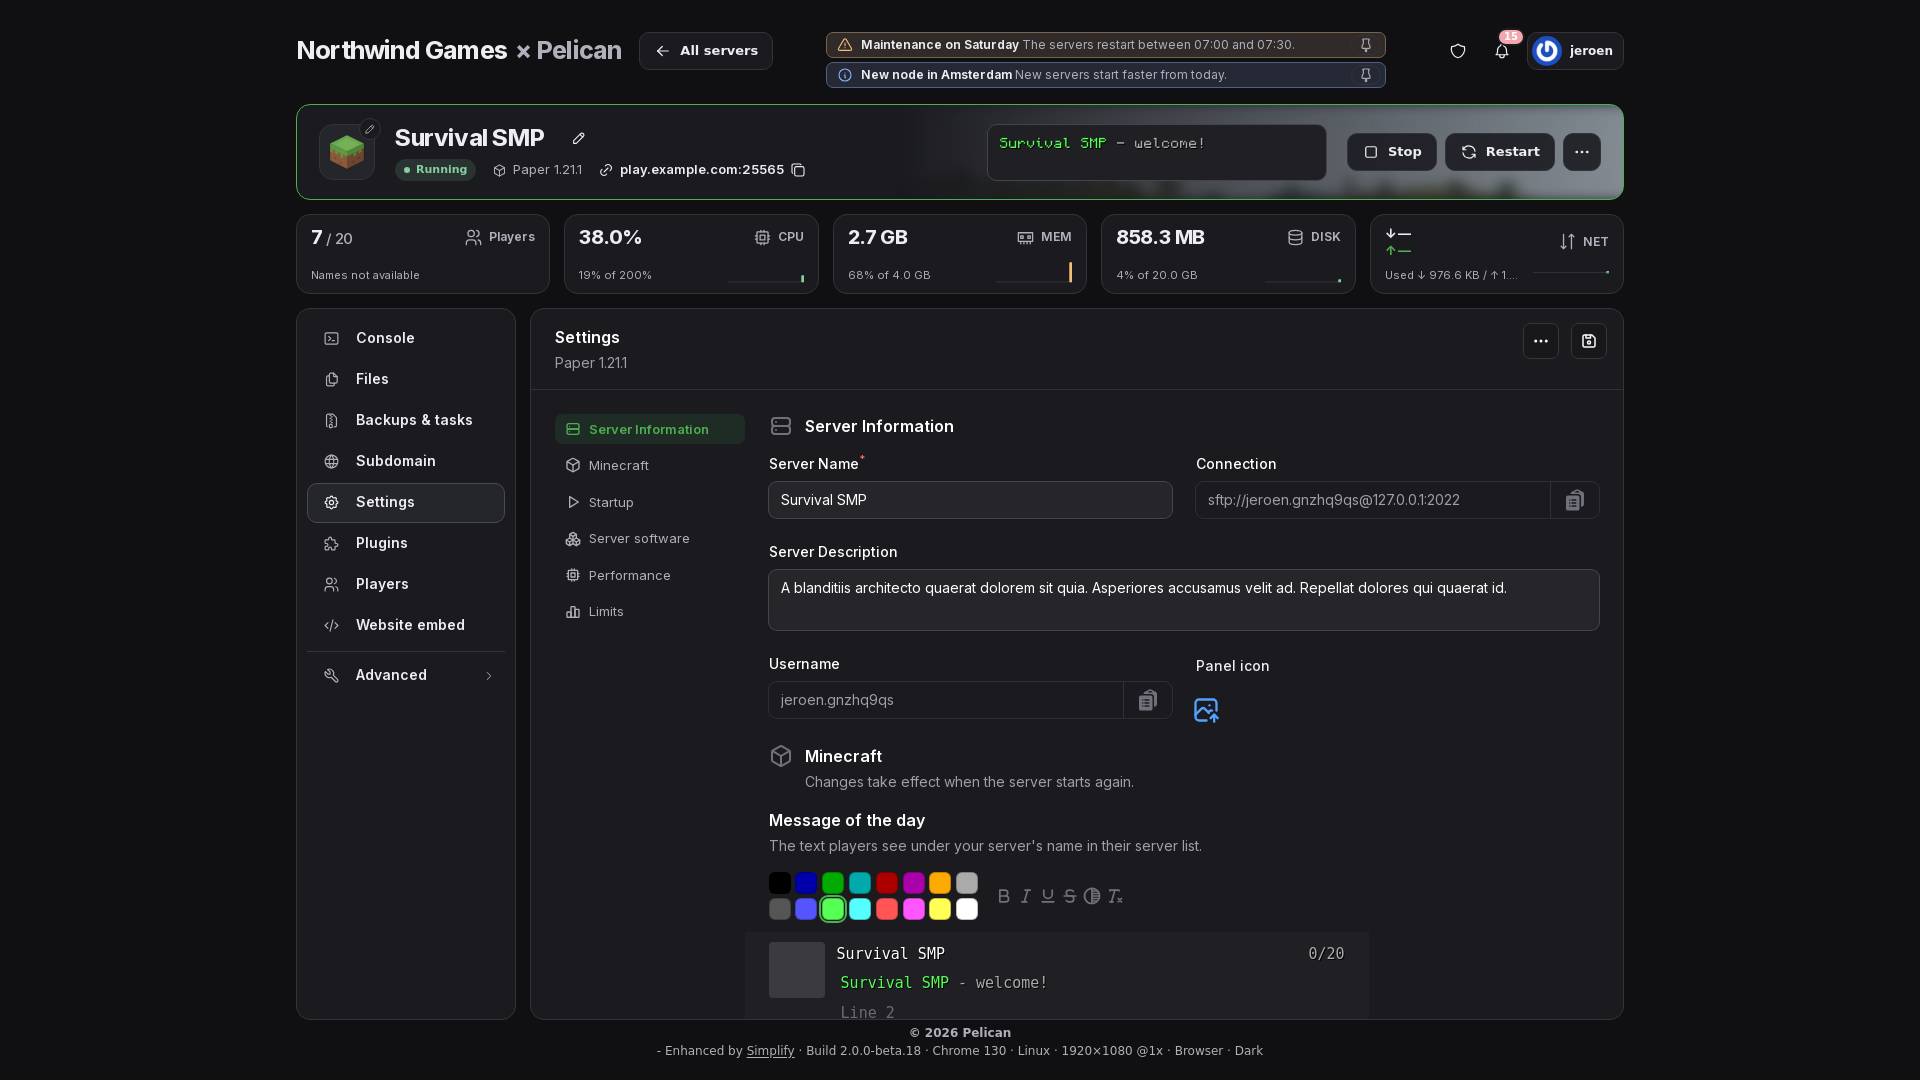 Northwind Games × Pelican
All servers
Maintenance on Saturday The servers restart between 07:00 and 07:30.
New node in Amsterdam New servers start faster from today.
15
jeroen
Survival SMP
Running
Paper 1.21.1
play.example.com:25565
Survival SMP - welcome!
Stop
Restart
7 / 20
Players
Names not available
38.0%
CPU
19% of 200%
2.7 GB
MEM
68% of 4.0 GB
858.3 MB
DISK
4% of 20.0 GB
↓—
↑—
NET
Used ↓ 976.6 KB / ↑ 1....
Console
Files
Backups & tasks
Subdomain
Settings
Plugins
Players
Website embed
Advanced
Settings
Paper 1.21.1
Server Information
Minecraft
Startup
Server software
Performance
Limits
Server Information
Server Name*
Survival SMP
Connection
sftp://jeroen.gnzhq9qs@127.0.0.1:2022
Server Description
A blanditiis architecto quaerat dolorem sit quia. Asperiores accusamus velit ad. Repellat dolores qui quaerat id.
Username
jeroen.gnzhq9qs
Panel icon
Minecraft
Changes take effect when the server starts again.
Message of the day
The text players see under your server's name in their server list.
B I U S Tx
Survival SMP
0/20
Survival SMP - welcome!
Line 2
© 2026 Pelican
- Enhanced by Simplify · Build 2.0.0-beta.18 · Chrome 130 · Linux · 1920×1080 @1x · Browser · Dark